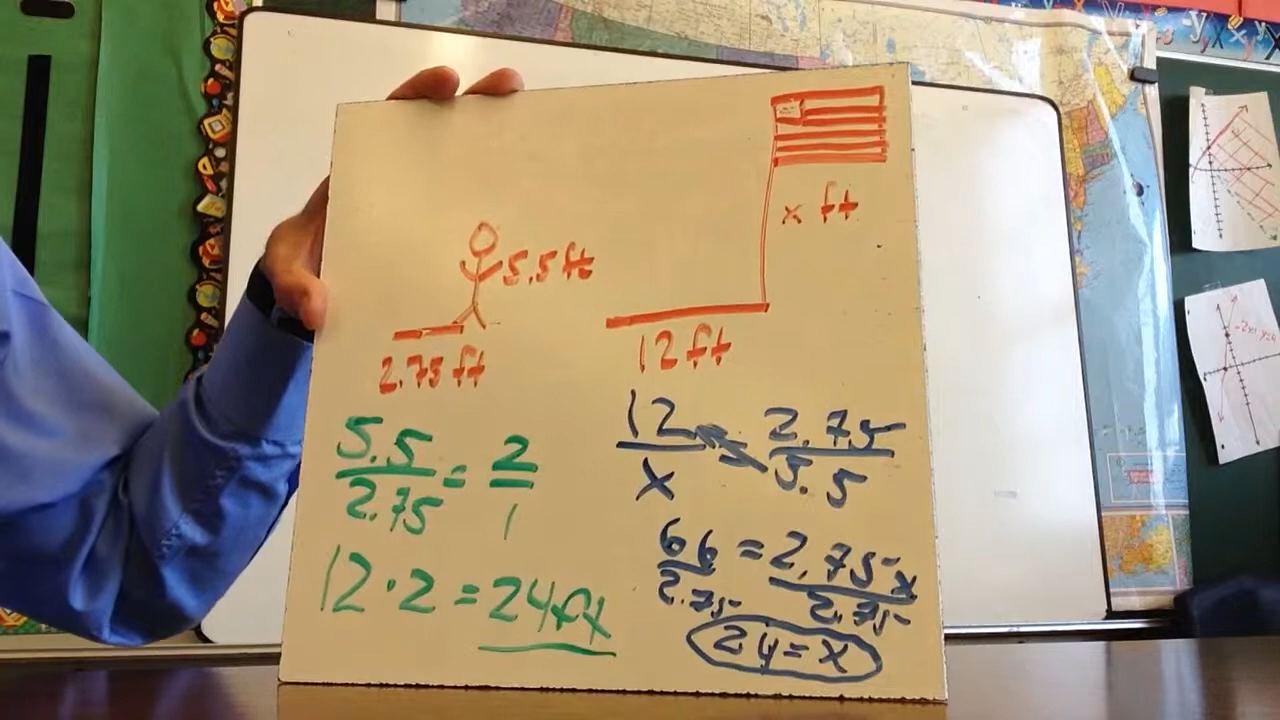 x ft
5.5 ft
2.75 ft
12 ft
5.5/2.75 = 2/1
12 · 2 = 24 ft
12/x = 2.75/5.5
66/2.75 = 2.75x/2.75
24 = x